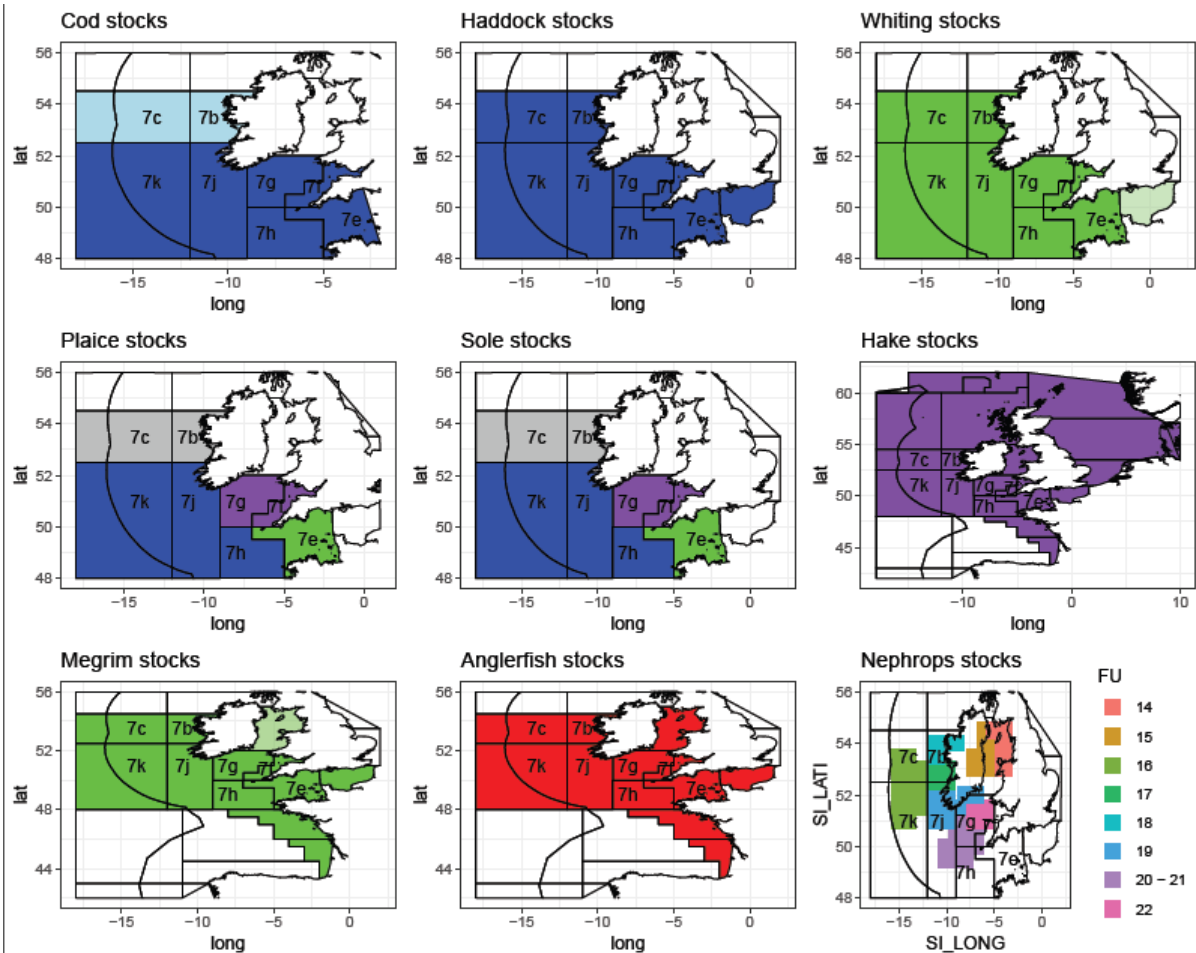 Cod stocks
56
54
52
50
48
lat
7c
7b
7k
7j
7g
7f
7e
7h
−15
−10
−5
long
Haddock stocks
56
54
52
50
48
lat
7c
7b
7k
7j
7g
7f
7e
7h
−15
−10
−5
0
long
Whiting stocks
56
54
52
50
48
lat
7c
7b
7k
7j
7g
7f
7e
7h
−15
−10
−5
0
long
Plaice stocks
56
54
52
50
48
lat
7c
7b
7k
7j
7g
7f
7e
7h
−15
−10
−5
0
long
Sole stocks
56
54
52
50
48
lat
7c
7b
7k
7j
7g
7f
7e
7h
−15
−10
−5
0
long
Hake stocks
60
55
50
45
lat
7c
7b
7k
7j
7g
7f
7e
7h
−10
0
10
long
Megrim stocks
56
52
48
44
lat
7c
7b
7k
7j
7g
7f
7e
7h
−15
−10
−5
0
long
Anglerfish stocks
56
52
48
44
lat
7c
7b
7k
7j
7g
7f
7e
7h
−15
−10
−5
0
long
Nephrops stocks
56
54
52
50
48
SI_LATI
7c
7b
7k
7j
7g
7f
7e
7h
−15
−10
−5
0
SI_LONG
FU
14
15
16
17
18
19
20 − 21
22